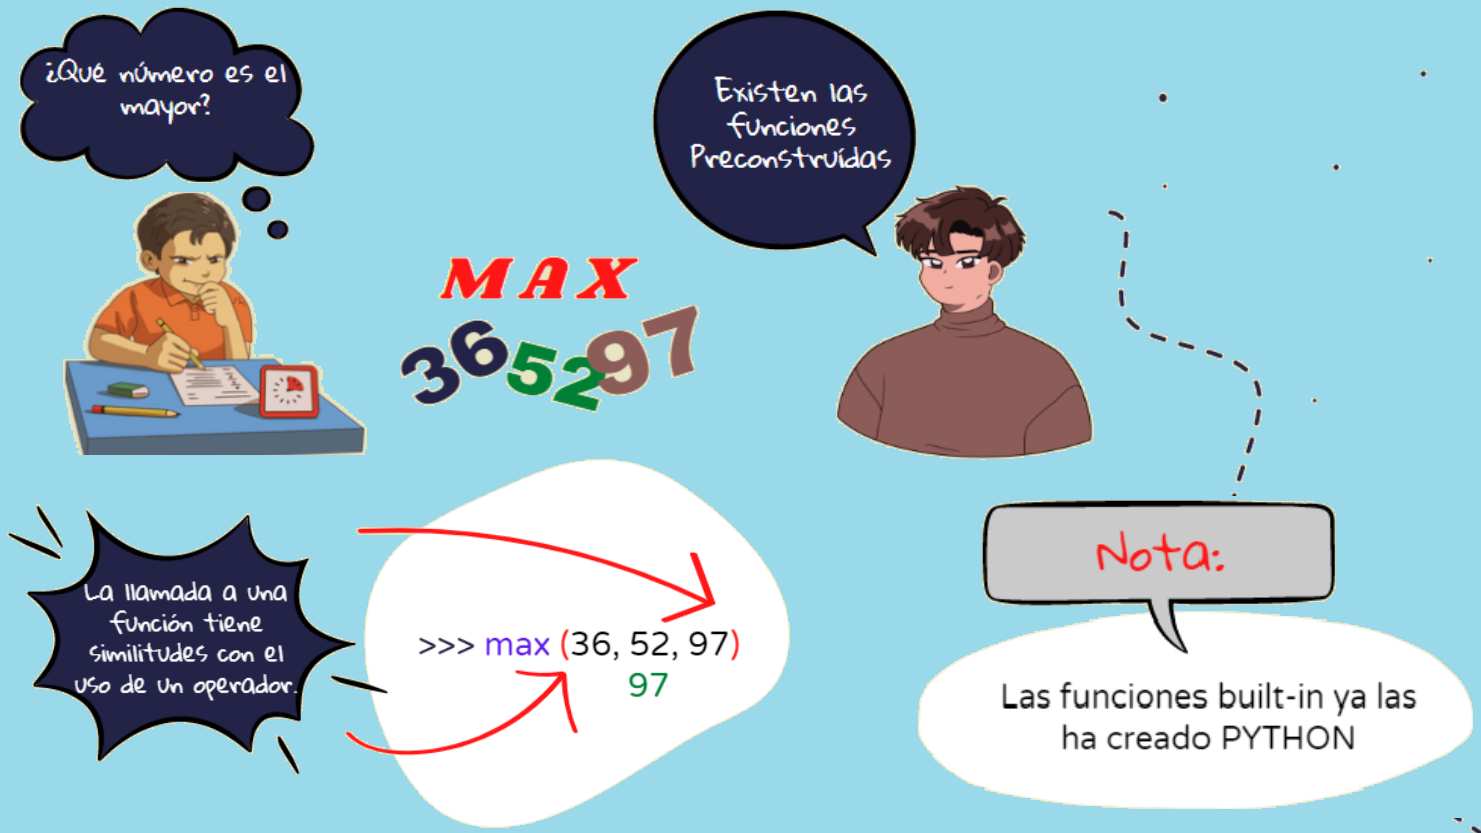 ¿Qué número es el
mayor?
Existen las
funciones
Preconstruídas
MAX
36 52 97
La llamada a una
función tiene
similitudes con el
uso de un operador.
>>> max (36, 52, 97)
97
Nota:
Las funciones built-in ya las
ha creado PYTHON